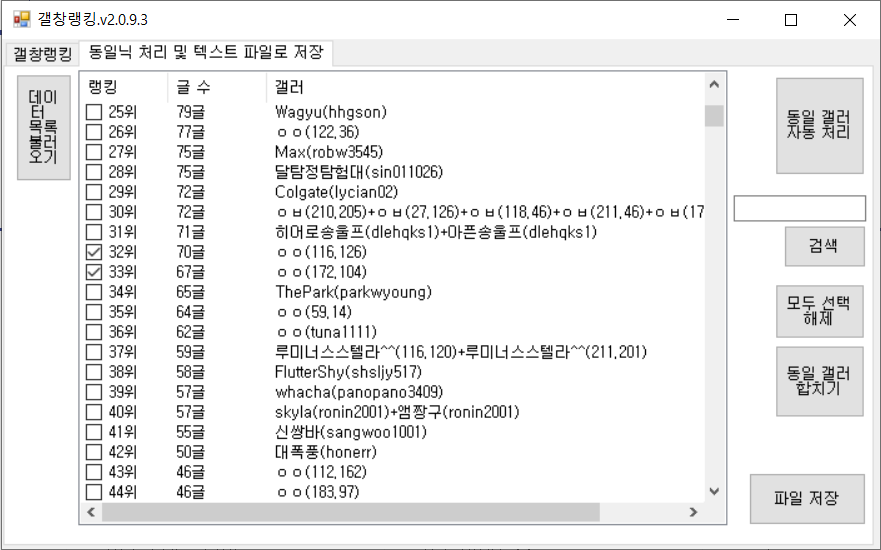 갤창랭킹.v2.0.9.3
갤창랭킹 동일닉 처리 및 텍스트 파일로 저장
데이
터
목록
불러
오기
랭킹 글 수 갤러
25위 79글 Wagyu(hhgson)
26위 77글 ㅇㅇ(122,36)
27위 75글 Max(robw3545)
28위 75글 달탐정탐험대(sin011026)
29위 72글 Colgate(lycian02)
30위 72글 ㅇㅂ(210,205)+ㅇㅂ(27,126)+ㅇㅂ(118,46)+ㅇㅂ(211,46)+ㅇㅂ(17
31위 71글 히어로송울프(dlehqks1)+아픈송울프(dlehqks1)
32위 70글 ㅇㅇ(116,126)
33위 67글 ㅇㅇ(172,104)
34위 65글 ThePark(parkwyoung)
35위 64글 ㅇㅇ(59,14)
36위 62글 ㅇㅇ(tuna1111)
37위 59글 루미너스스텔라^^(116,120)+루미너스스텔라^^(211,201)
38위 58글 FlutterShy(shsljy517)
39위 57글 whacha(panopano3409)
40위 57글 skyla(ronin2001)+앰짱구(ronin2001)
41위 55글 신쌍바(sangwoo1001)
42위 50글 대폭풍(honerr)
43위 46글 ㅇㅇ(112,162)
44위 46글 ㅇㅇ(183,97)
동일 갤러
자동 처리
검색
모두 선택
해제
동일 갤러
합치기
파일 저장